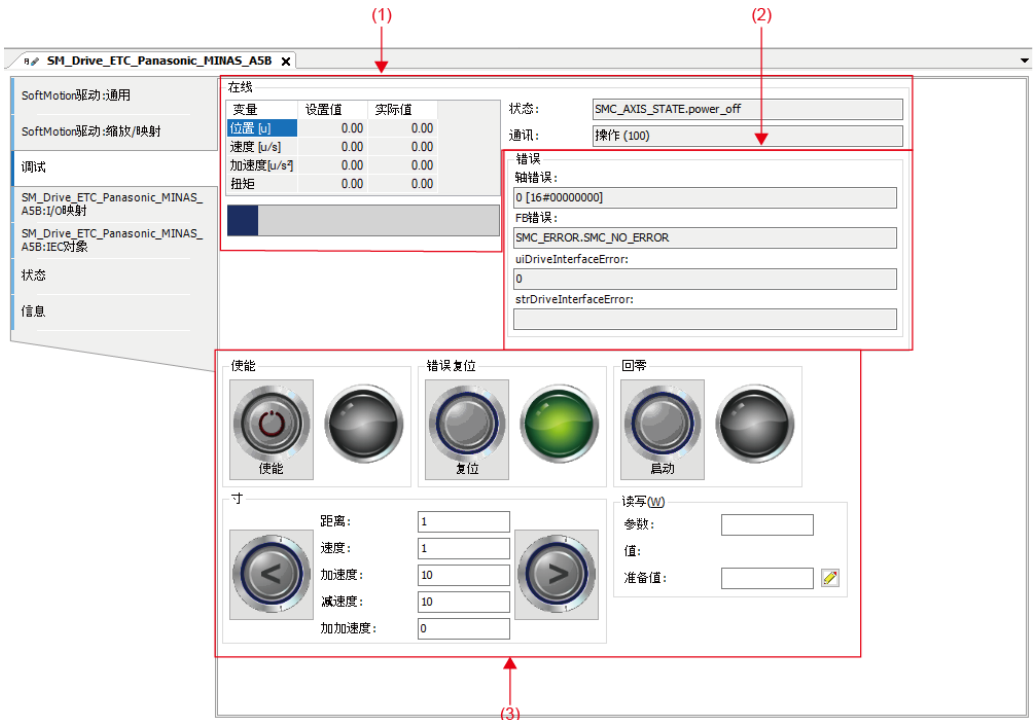 (1)
(2)
SM_Drive_ETC_Panasonic_MINAS_A5B X
SoftMotion驱动:通用
SoftMotion驱动:缩放/映射
调试
SM_Drive_ETC_Panasonic_MINAS_
A5B:I/O映射
SM_Drive_ETC_Panasonic_MINAS_
A5B:IEC对象
状态
信息
在线
变量 设置值 实际值
位置 [u] 0.00 0.00
速度 [u/s] 0.00 0.00
加速度[u/s²] 0.00 0.00
扭矩 0.00 0.00
状态: SMC_AXIS_STATE.power_off
通讯: 操作 (100)
错误
轴错误:
0 [16#00000000]
FB错误:
SMC_ERROR.SMC_NO_ERROR
uiDriveInterfaceError:
0
strDriveInterfaceError:
使能
使能
错误复位
复位
回零
启动
寸
<
距离: 1
速度: 1
加速度: 10
减速度: 10
加加速度: 0
>
读写(W)
参数:
值:
准备值:
(3)